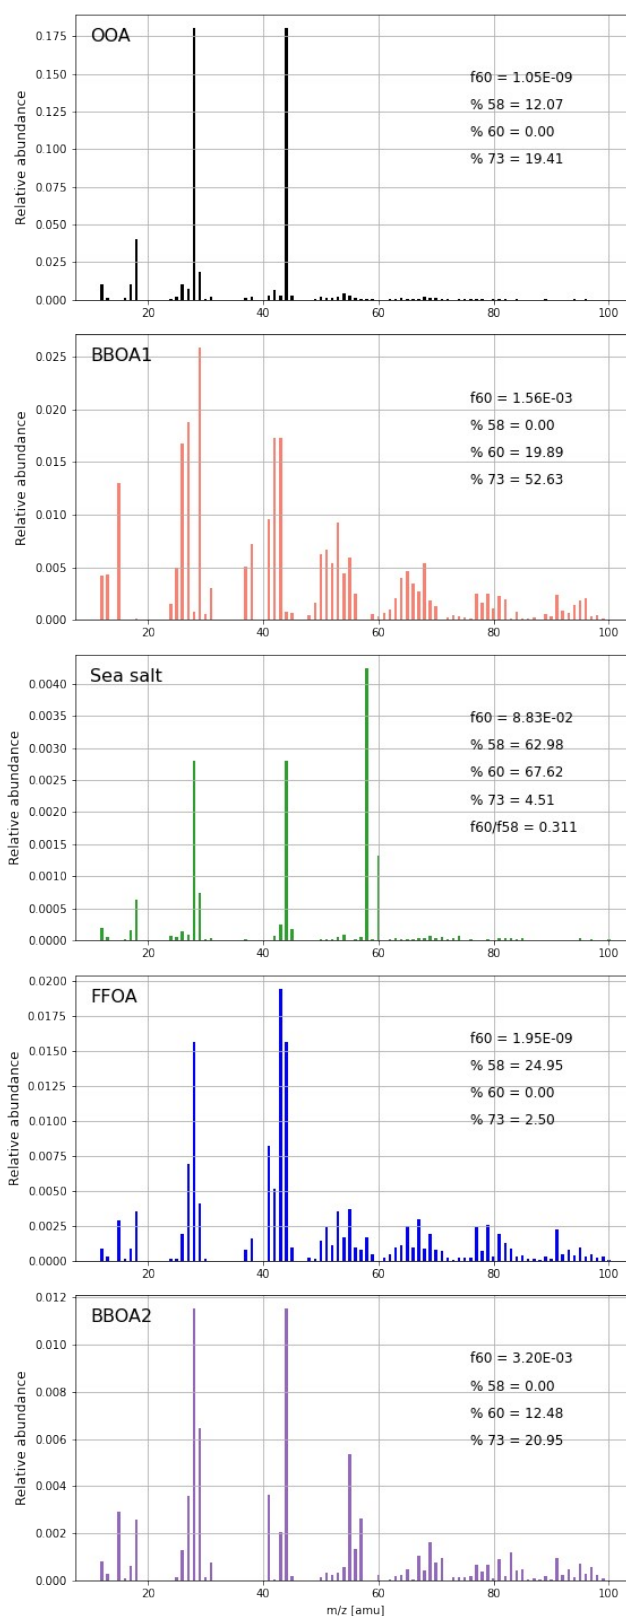 OOA
0.175
0.150
0.125
0.100
0.075
0.050
0.025
0.000
Relative abundance
f60 = 1.05E-09
% 58 = 12.07
% 60 = 0.00
% 73 = 19.41
20 40 60 80 100
BBOA1
0.025
0.020
0.015
0.010
0.005
0.000
Relative abundance
f60 = 1.56E-03
% 58 = 0.00
% 60 = 19.89
% 73 = 52.63
20 40 60 80 100
Sea salt
0.0040
0.0035
0.0030
0.0025
0.0020
0.0015
0.0010
0.0005
0.0000
Relative abundance
f60 = 8.83E-02
% 58 = 62.98
% 60 = 67.62
% 73 = 4.51
f60/f58 = 0.311
20 40 60 80 100
FFOA
0.0200
0.0175
0.0150
0.0125
0.0100
0.0075
0.0050
0.0025
0.0000
Relative abundance
f60 = 1.95E-09
% 58 = 24.95
% 60 = 0.00
% 73 = 2.50
20 40 60 80 100
BBOA2
0.012
0.010
0.008
0.006
0.004
0.002
0.000
Relative abundance
f60 = 3.20E-03
% 58 = 0.00
% 60 = 12.48
% 73 = 20.95
20 40 60 80 100
m/z [amu]